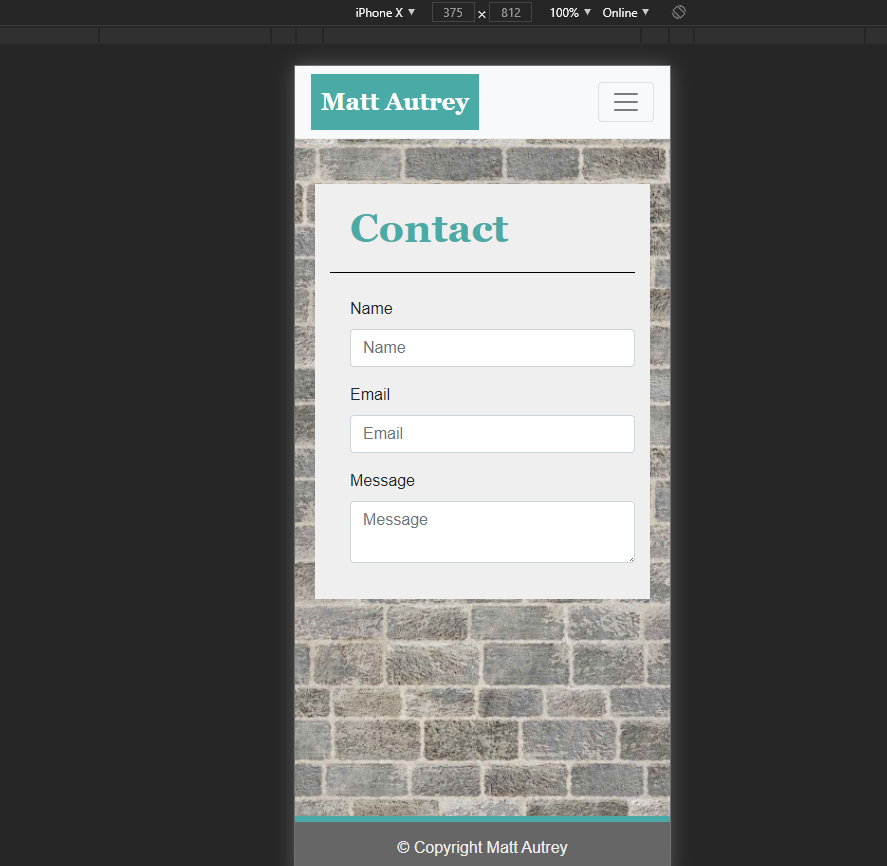 iPhone X 375 x 812 100% Online
Matt Autrey
Contact
Name
Name
Email
Email
Message
Message
© Copyright Matt Autrey